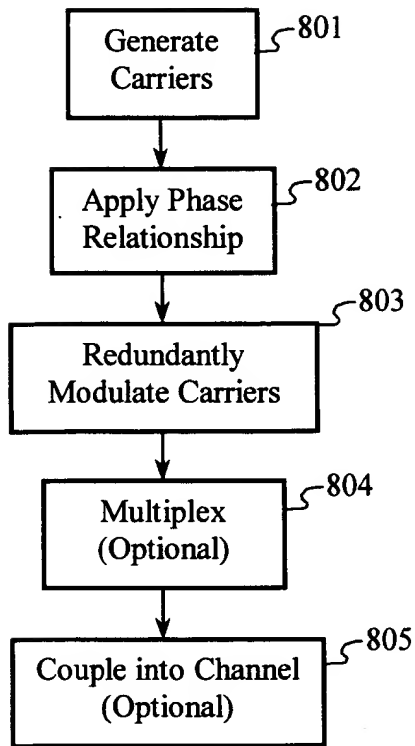 Generate
Carriers
801
Apply Phase
Relationship
802
Redundantly
Modulate Carriers
803
Multiplex
(Optional)
804
Couple into Channel
(Optional)
805